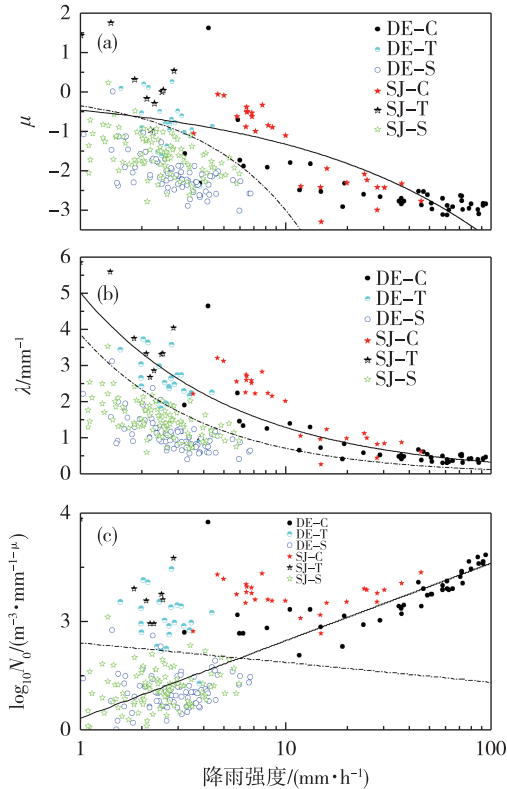 (a)
DE-C
DE-T
DE-S
SJ-C
SJ-T
SJ-S
2
1
0
-1
-2
-3
μ
(b)
DE-C
DE-T
DE-S
SJ-C
SJ-T
SJ-S
6
5
4
3
2
1
0
λ/mm⁻¹
(c)
DE-C
DE-T
DE-S
SJ-C
SJ-T
SJ-S
4
3
0
log₁₀N₀/(m⁻³·mm⁻¹⁻μ)
1 10 100
降雨强度/(mm·h⁻¹)